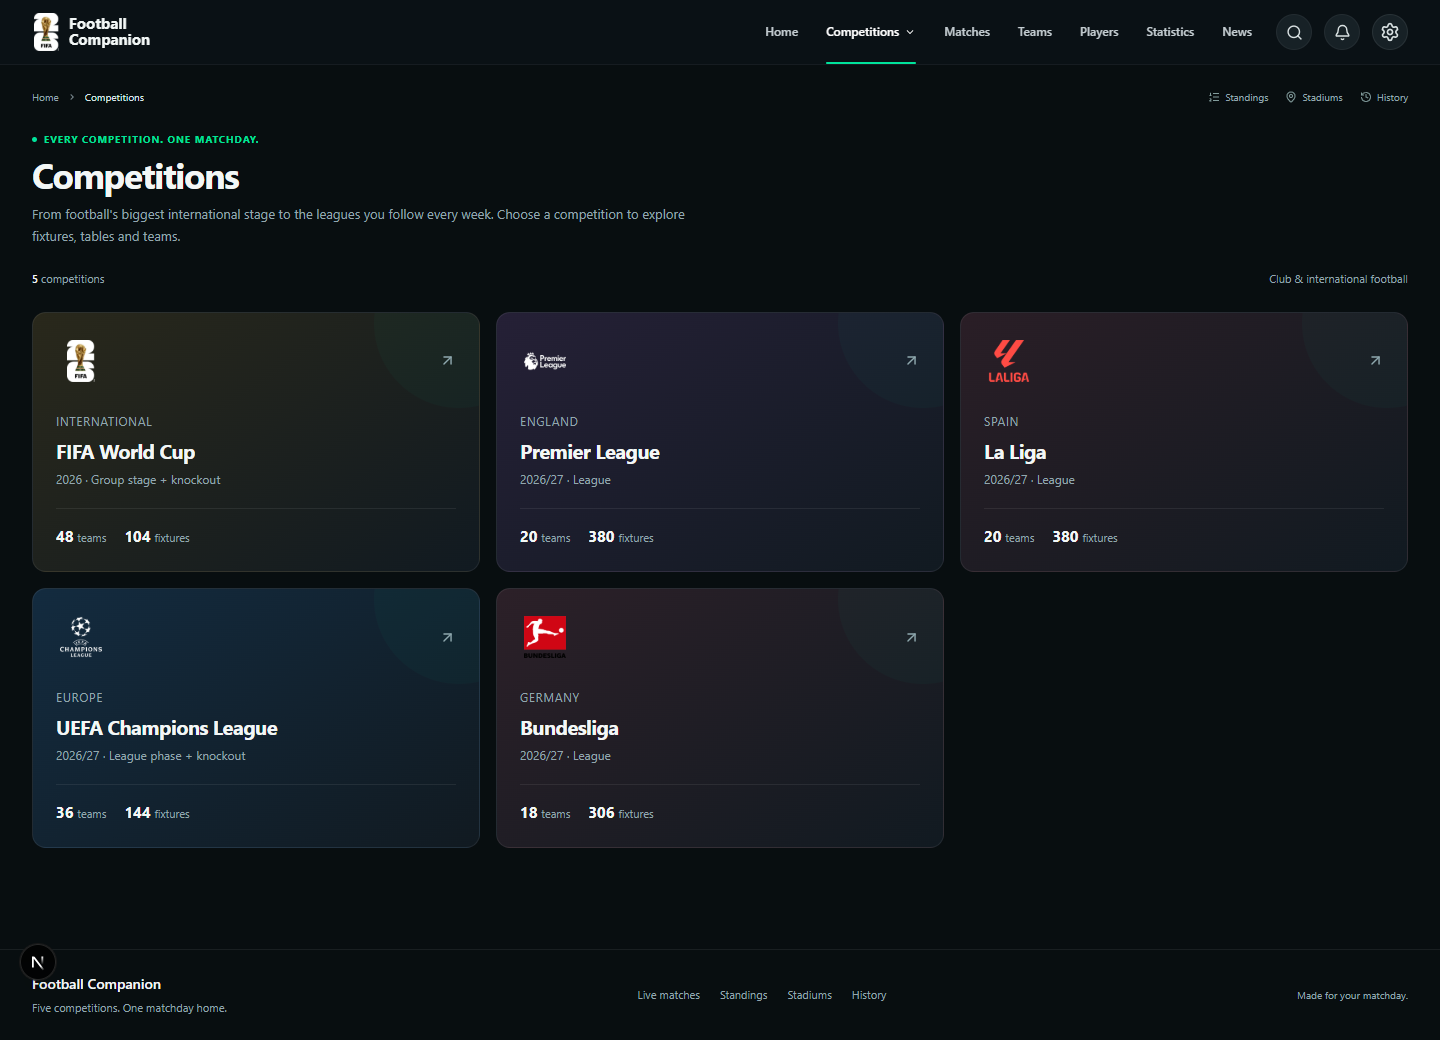 Football
Companion
FIFA
Home
Competitions
Matches
Teams
Players
Statistics
News
Home > Competitions
Standings
Stadiums
History
EVERY COMPETITION. ONE MATCHDAY.
Competitions
From football's biggest international stage to the leagues you follow every week. Choose a competition to explore
fixtures, tables and teams.
5 competitions
Club & international football
FIFA
INTERNATIONAL
FIFA World Cup
2026 · Group stage + knockout
48 teams 104 fixtures
Premier
League
ENGLAND
Premier League
2026/27 · League
20 teams 380 fixtures
LALIGA
SPAIN
La Liga
2026/27 · League
20 teams 380 fixtures
UEFA
CHAMPIONS
LEAGUE
EUROPE
UEFA Champions League
2026/27 · League phase + knockout
36 teams 144 fixtures
BUNDESLIGA
GERMANY
Bundesliga
2026/27 · League
18 teams 306 fixtures
N
Football Companion
Five competitions. One matchday home.
Live matches
Standings
Stadiums
History
Made for your matchday.